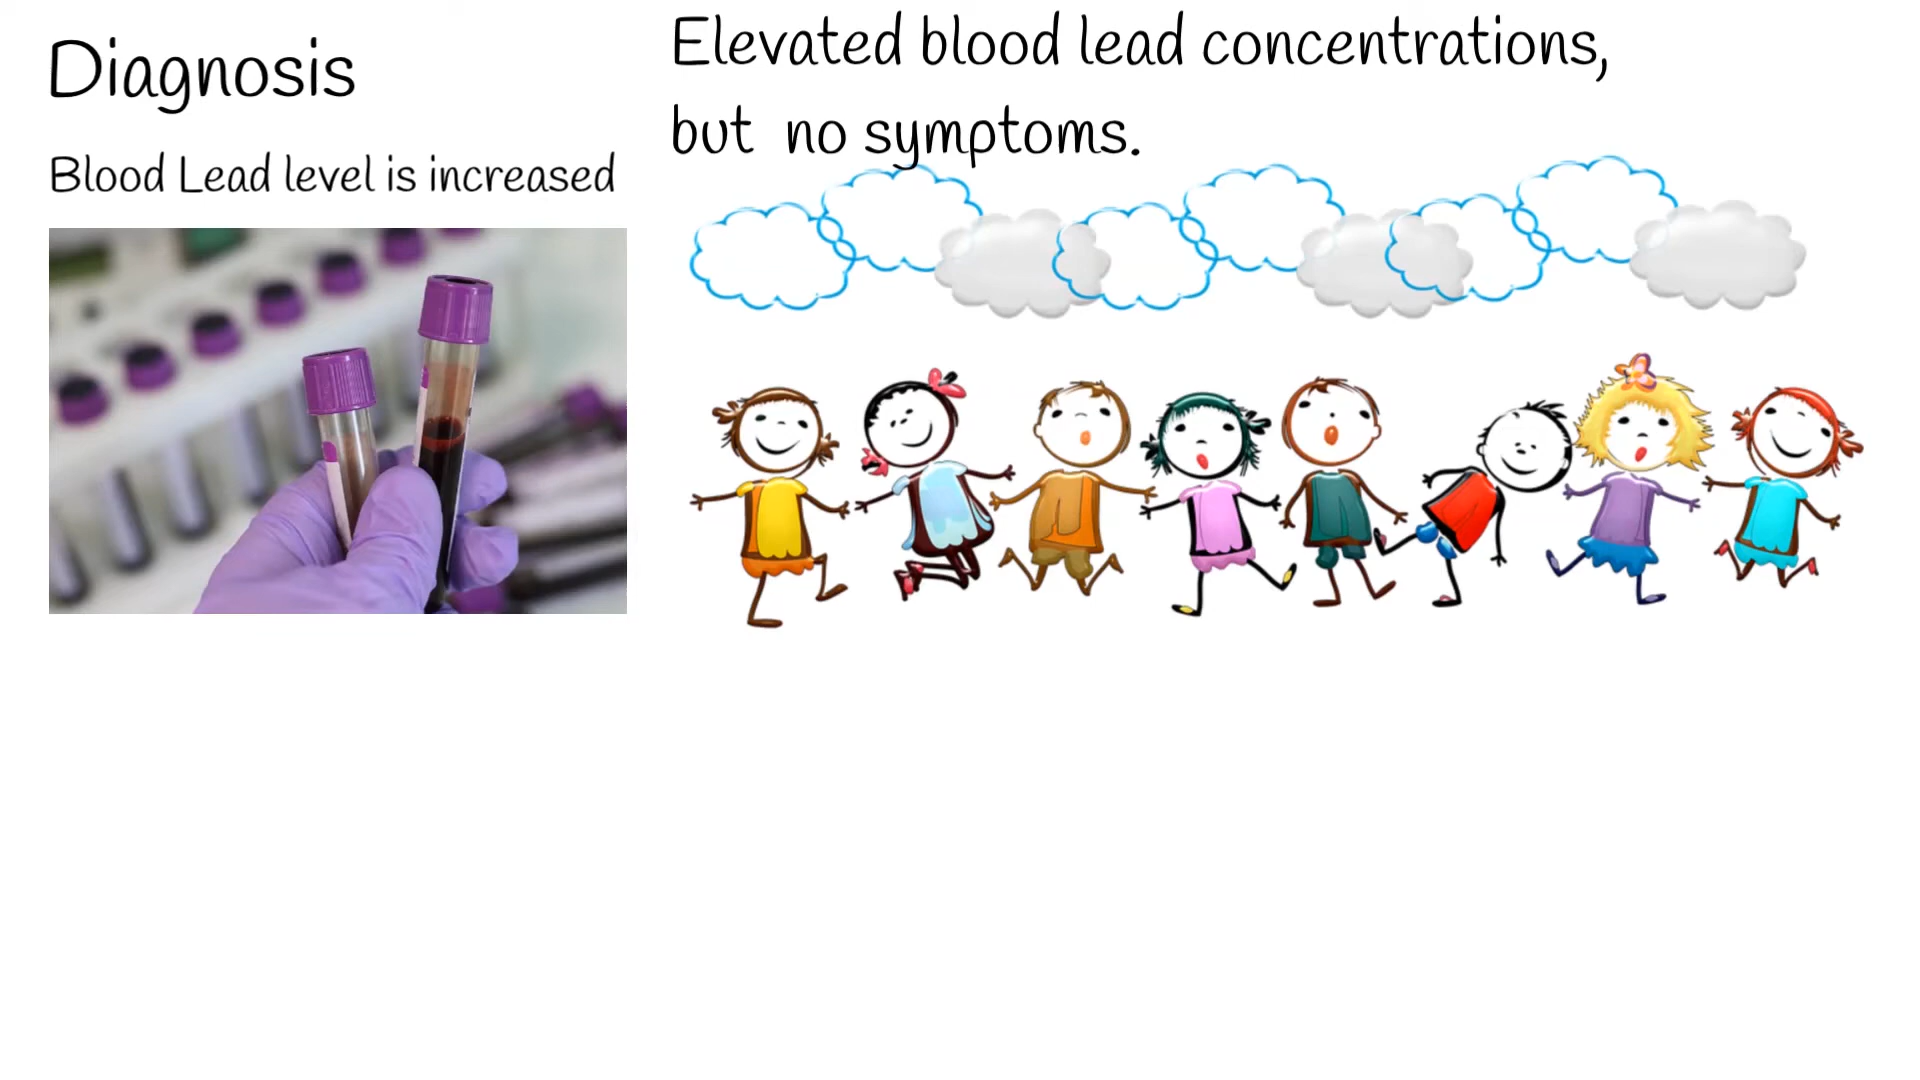 Diagnosis
Blood Lead level is increased
Elevated blood lead concentrations,
but no symptoms.